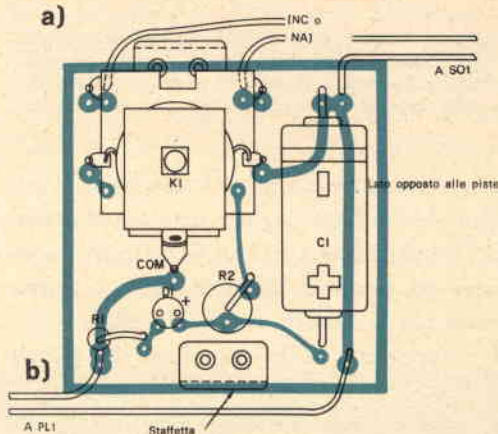 a)
(NC o
NA)
A SO1
K1
Lato opposto alle piste
C1
COM
R2
+
R1
b)
A PL1
Staffetta